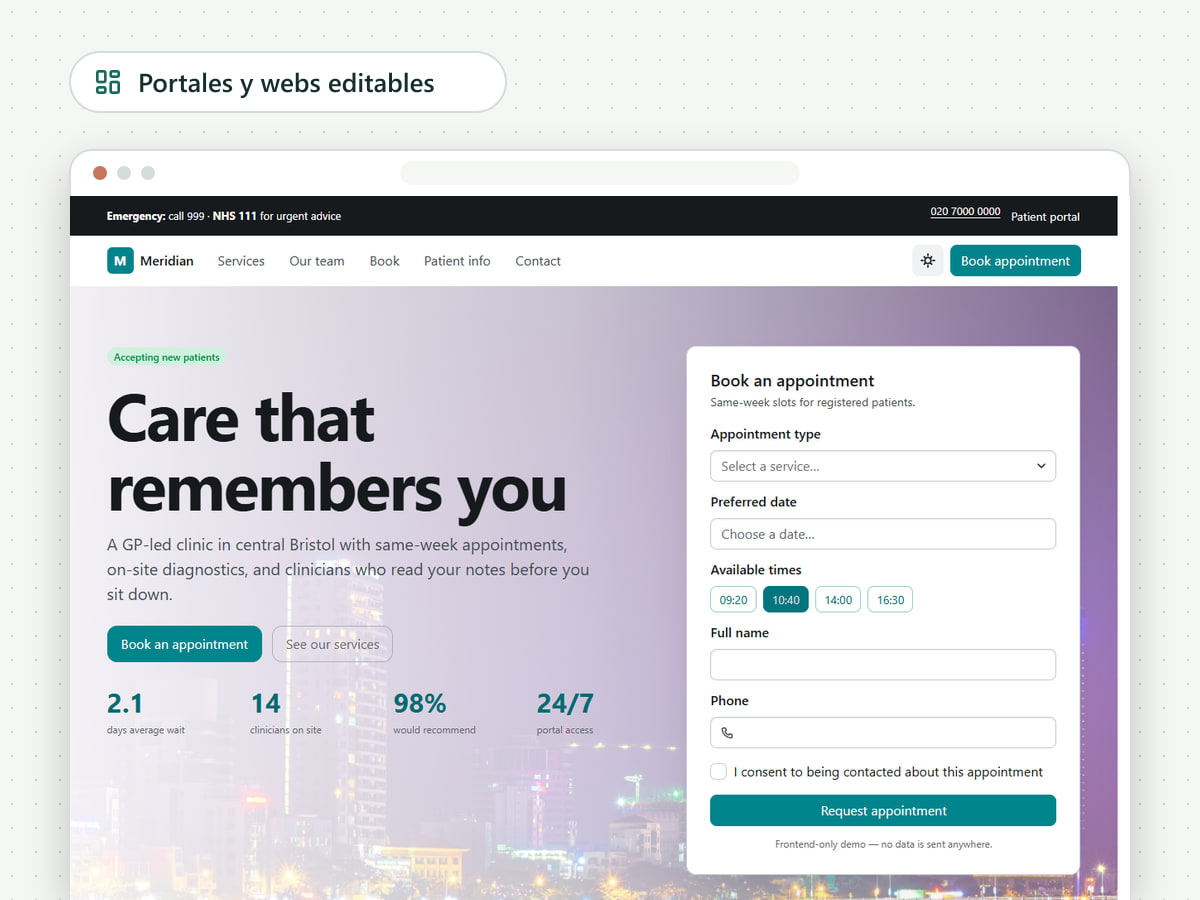 Portales y webs editables
Emergency: call 999 · NHS 111 for urgent advice
020 7000 0000
Patient portal
M
Meridian
Services
Our team
Book
Patient info
Contact
Book appointment
Accepting new patients
Care that
remembers you
A GP-led clinic in central Bristol with same-week appointments,
on-site diagnostics, and clinicians who read your notes before you
sit down.
Book an appointment
See our services
2.1
days average wait
14
clinicians on site
98%
would recommend
24/7
portal access
Book an appointment
Same-week slots for registered patients.
Appointment type
Select a service...
Preferred date
Choose a date...
Available times
09:20
10:40
14:00
16:30
Full name
Phone
I consent to being contacted about this appointment
Request appointment
Frontend-only demo — no data is sent anywhere.